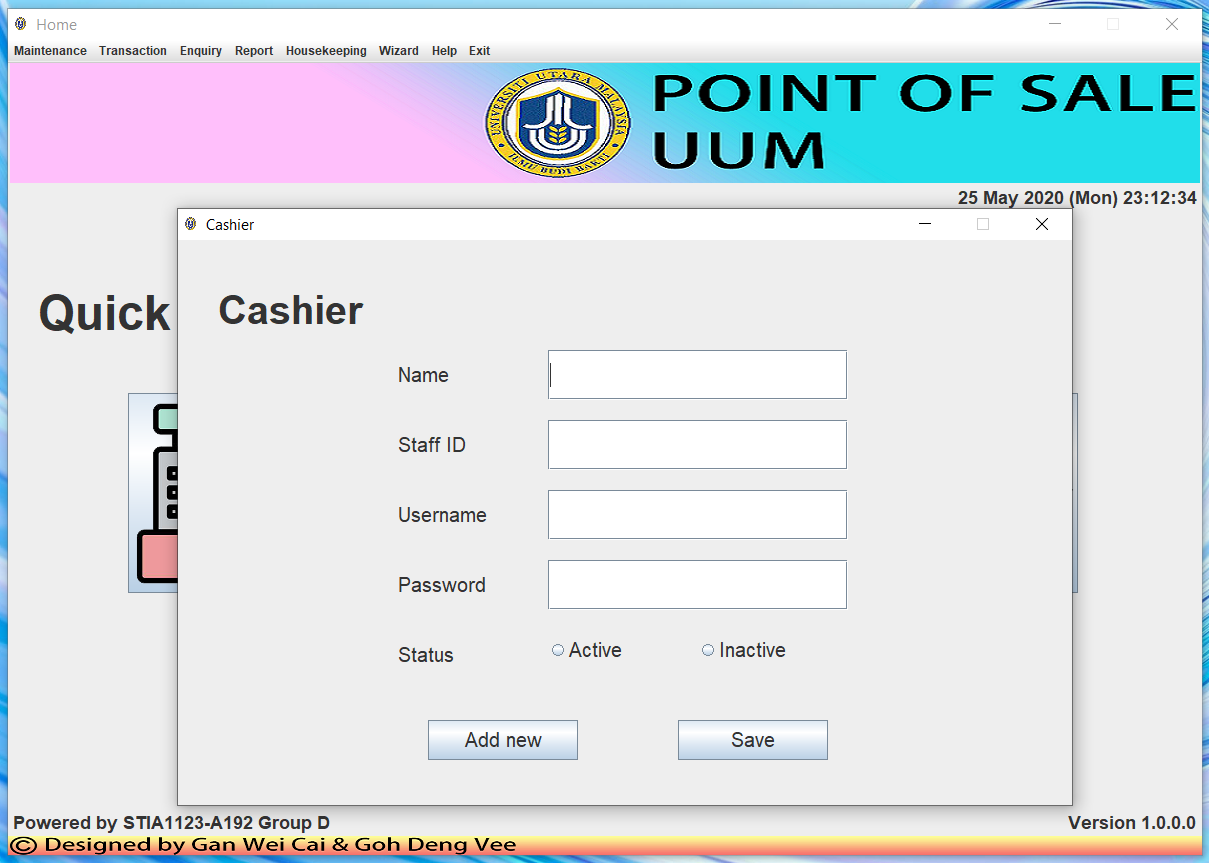 Home
Maintenance Transaction Enquiry Report Housekeeping Wizard Help Exit
UNIVERSITI UTARA MALAYSIA
ILMU BUDI BAKTI
POINT OF SALE
UUM
25 May 2020 (Mon) 23:12:34
Cashier
Quick
Cashier
Name
Staff ID
Username
Password
Status Active Inactive
Add new Save
Powered by STIA1123-A192 Group D Version 1.0.0.0
© Designed by Gan Wei Cai & Goh Deng Vee